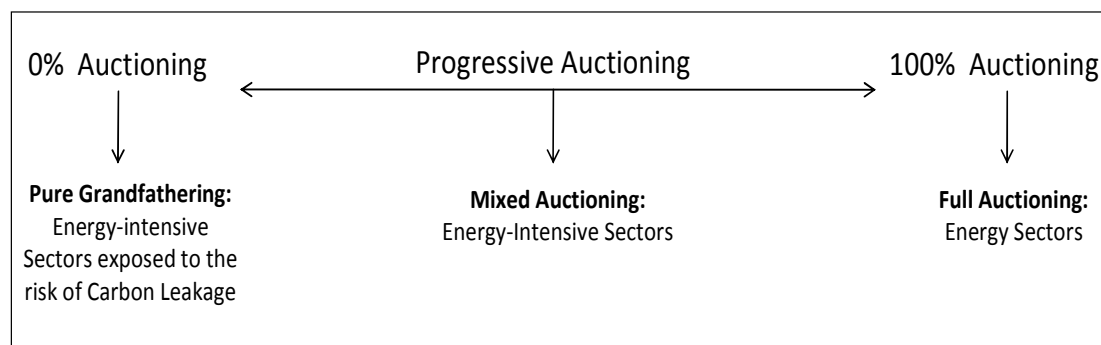 0% Auctioning
Progressive Auctioning
100% Auctioning
Pure Grandfathering:
Energy-intensive
Sectors exposed to the
risk of Carbon Leakage
Mixed Auctioning:
Energy-Intensive Sectors
Full Auctioning:
Energy Sectors